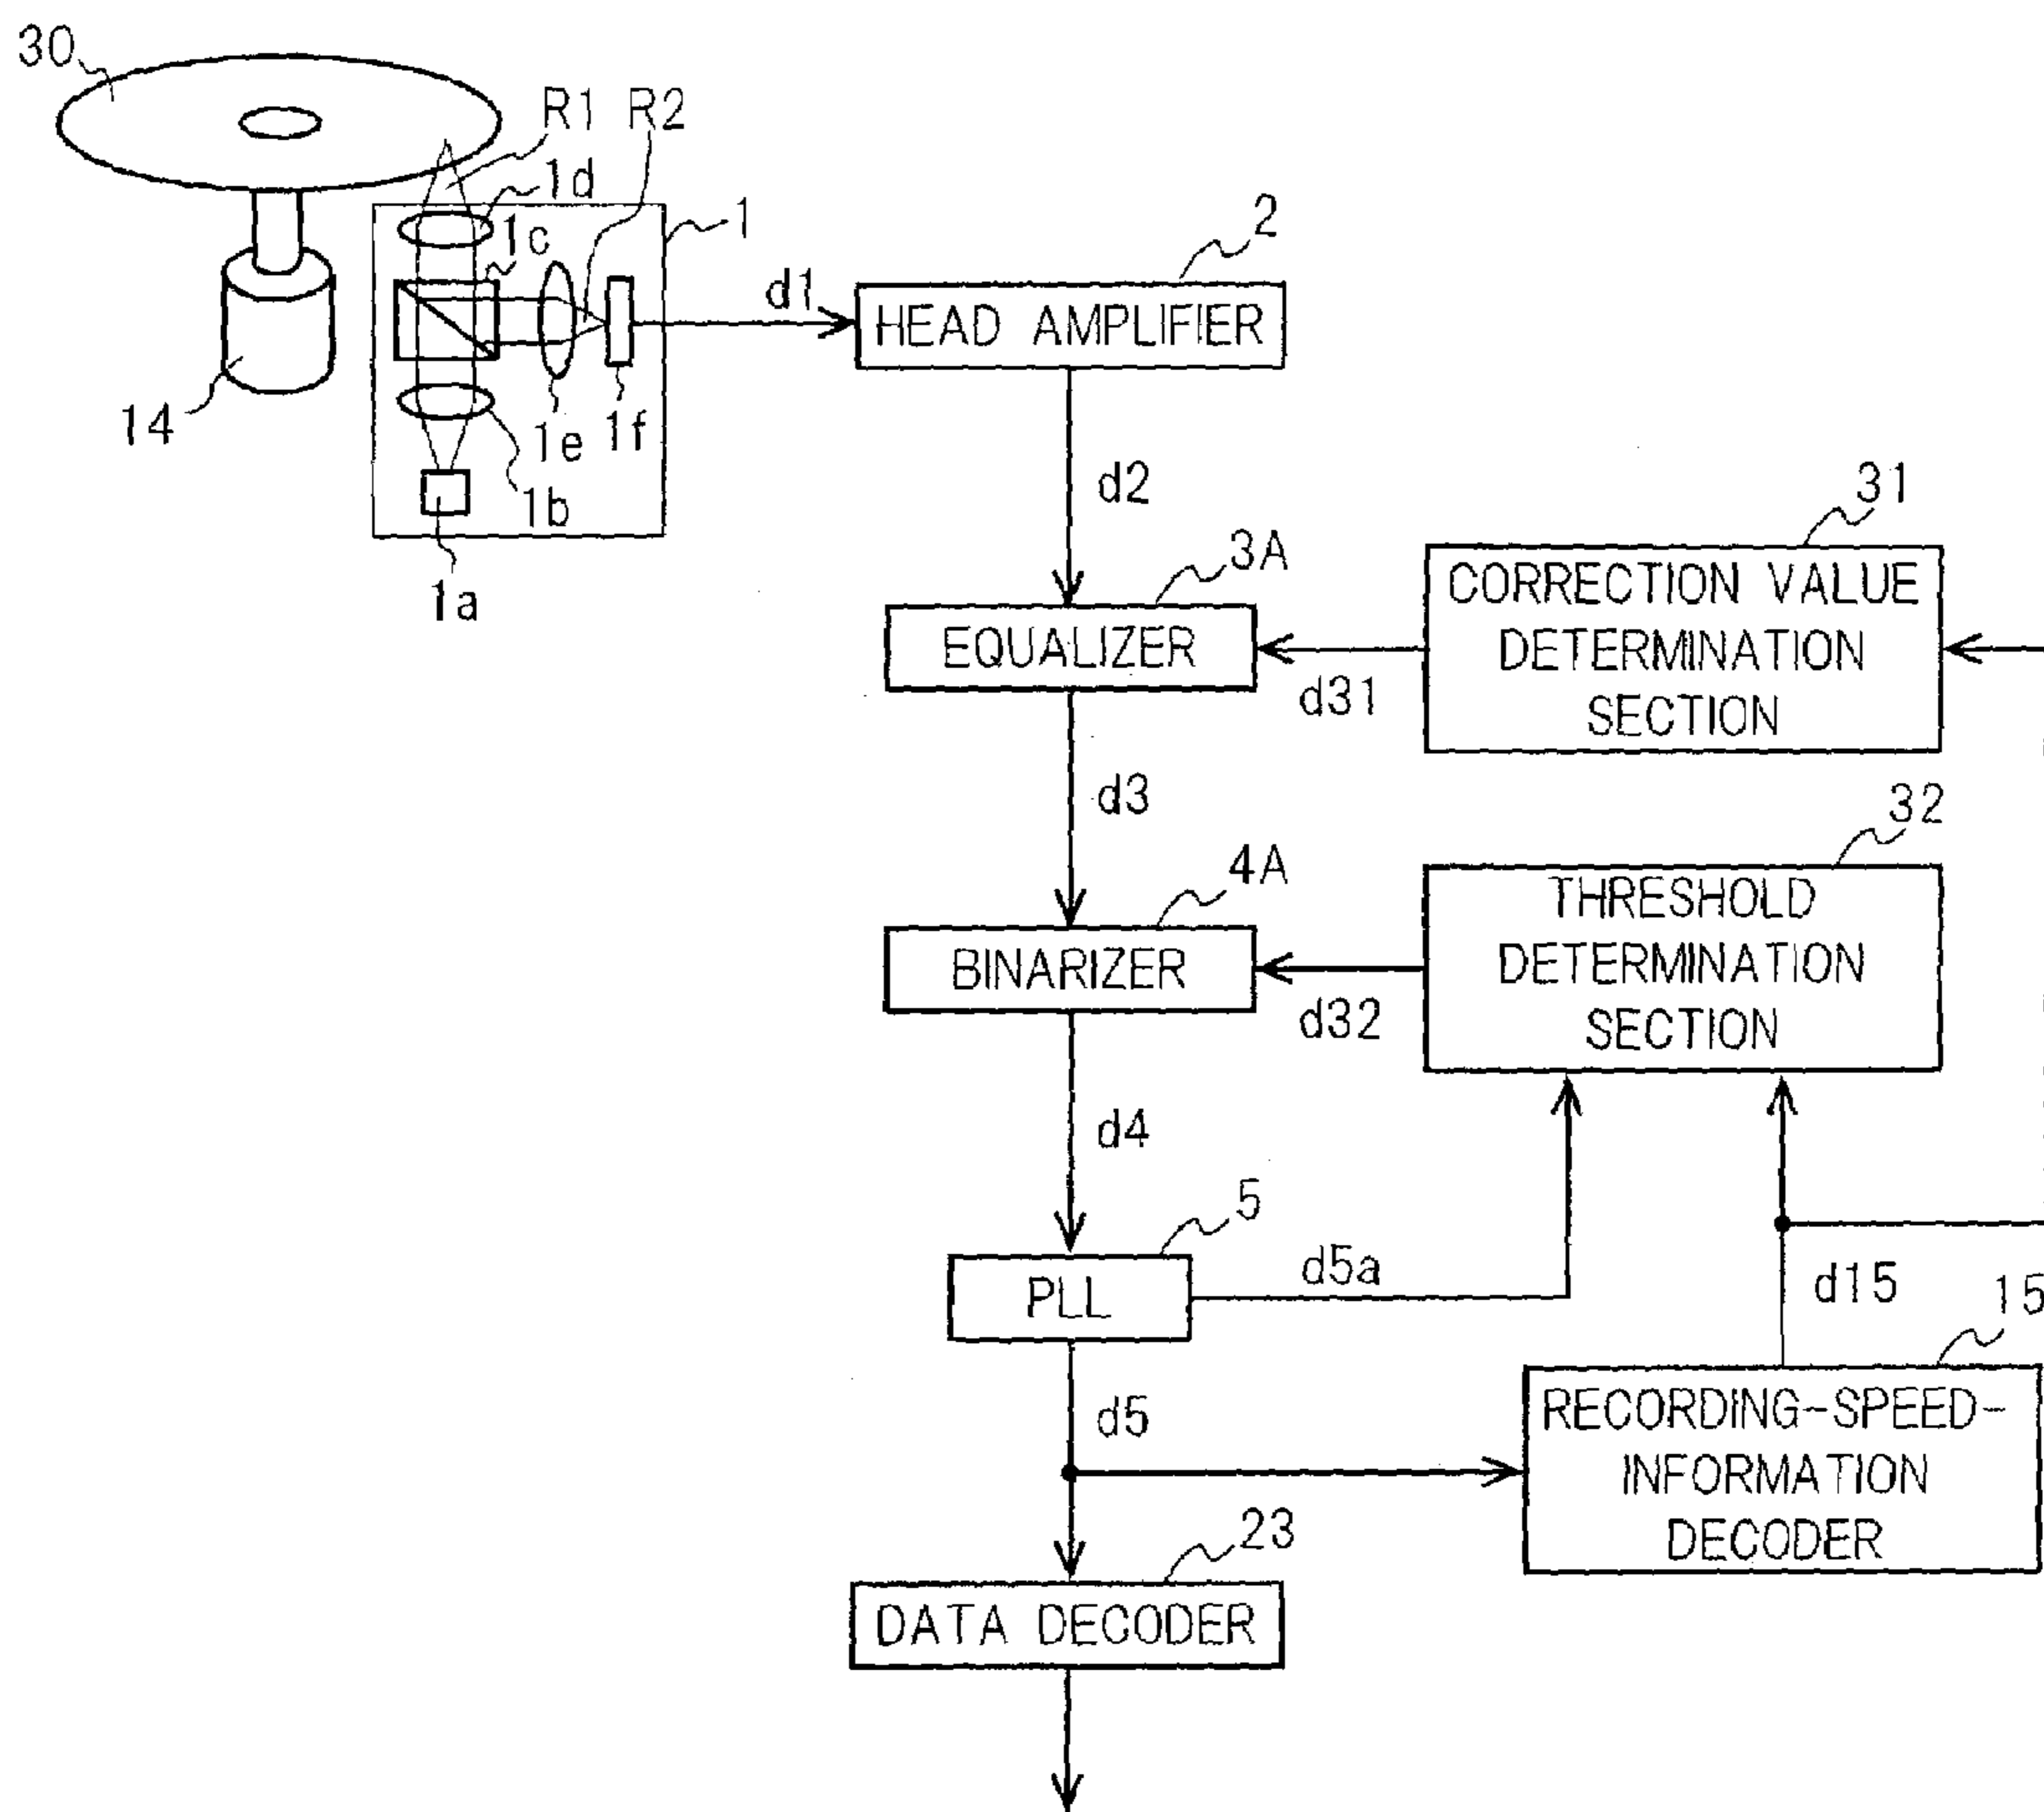 30
R1
R2
1d
1c
1
2
d1
HEAD AMPLIFIER
14
1e
1f
1b
1a
d2
31
3A
CORRECTION VALUE
DETERMINATION
SECTION
EQUALIZER
d31
d3
32
4A
THRESHOLD
DETERMINATION
SECTION
BINARIZER
d32
d4
5
d5a
d15
15
PLL
d5
RECORDING-SPEED-
INFORMATION
DECODER
23
DATA DECODER